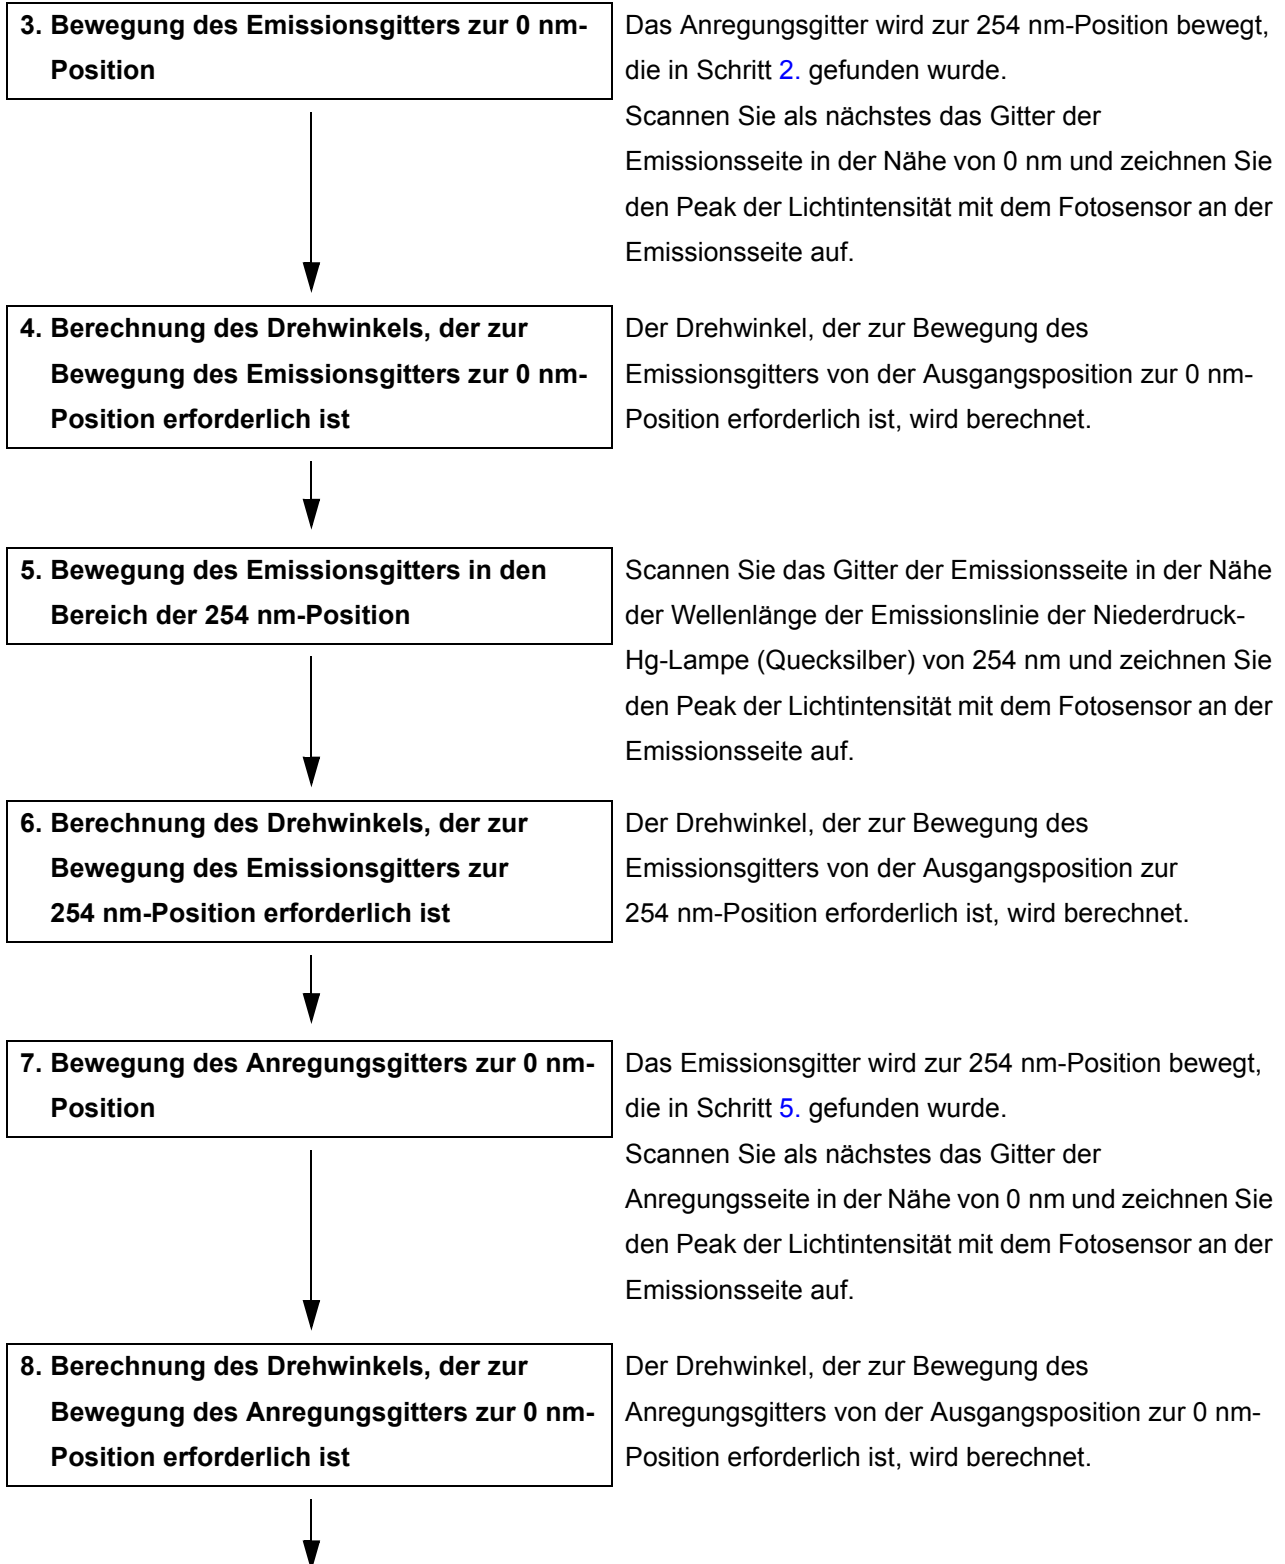 3. Bewegung des Emissionsgitters zur 0 nm-
Position
Das Anregungsgitter wird zur 254 nm-Position bewegt,
die in Schritt 2. gefunden wurde.
Scannen Sie als nächstes das Gitter der
Emissionsseite in der Nähe von 0 nm und zeichnen Sie
den Peak der Lichtintensität mit dem Fotosensor an der
Emissionsseite auf.
4. Berechnung des Drehwinkels, der zur
Bewegung des Emissionsgitters zur 0 nm-
Position erforderlich ist
Der Drehwinkel, der zur Bewegung des
Emissionsgitters von der Ausgangsposition zur 0 nm-
Position erforderlich ist, wird berechnet.
5. Bewegung des Emissionsgitters in den
Bereich der 254 nm-Position
Scannen Sie das Gitter der Emissionsseite in der Nähe
der Wellenlänge der Emissionslinie der Niederdruck-
Hg-Lampe (Quecksilber) von 254 nm und zeichnen Sie
den Peak der Lichtintensität mit dem Fotosensor an der
Emissionsseite auf.
6. Berechnung des Drehwinkels, der zur
Bewegung des Emissionsgitters zur
254 nm-Position erforderlich ist
Der Drehwinkel, der zur Bewegung des
Emissionsgitters von der Ausgangsposition zur
254 nm-Position erforderlich ist, wird berechnet.
7. Bewegung des Anregungsgitters zur 0 nm-
Position
Das Emissionsgitter wird zur 254 nm-Position bewegt,
die in Schritt 5. gefunden wurde.
Scannen Sie als nächstes das Gitter der
Anregungsseite in der Nähe von 0 nm und zeichnen Sie
den Peak der Lichtintensität mit dem Fotosensor an der
Emissionsseite auf.
8. Berechnung des Drehwinkels, der zur
Bewegung des Anregungsgitters zur 0 nm-
Position erforderlich ist
Der Drehwinkel, der zur Bewegung des
Anregungsgitters von der Ausgangsposition zur 0 nm-
Position erforderlich ist, wird berechnet.